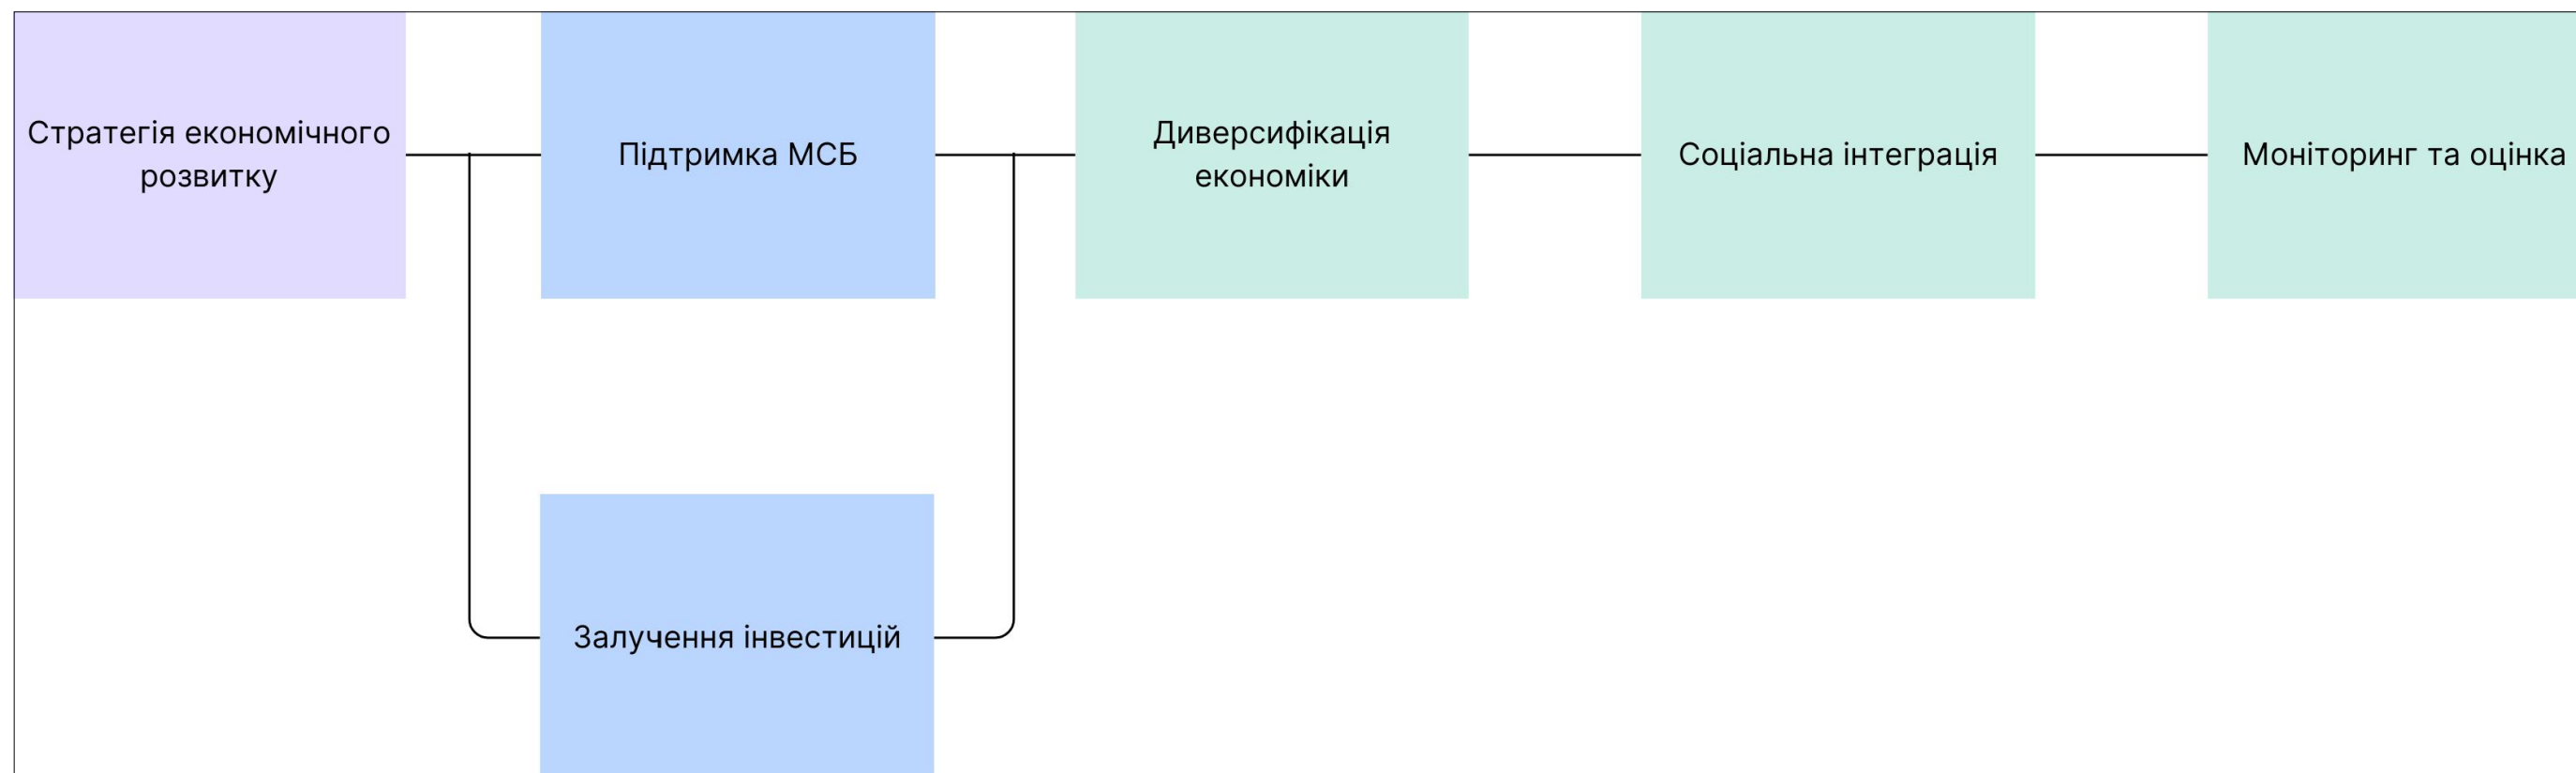 Стратегія економічного
розвитку
Підтримка МСБ
Диверсифікація
економіки
Соціальна інтеграція
Моніторинг та оцінка
Залучення інвестицій